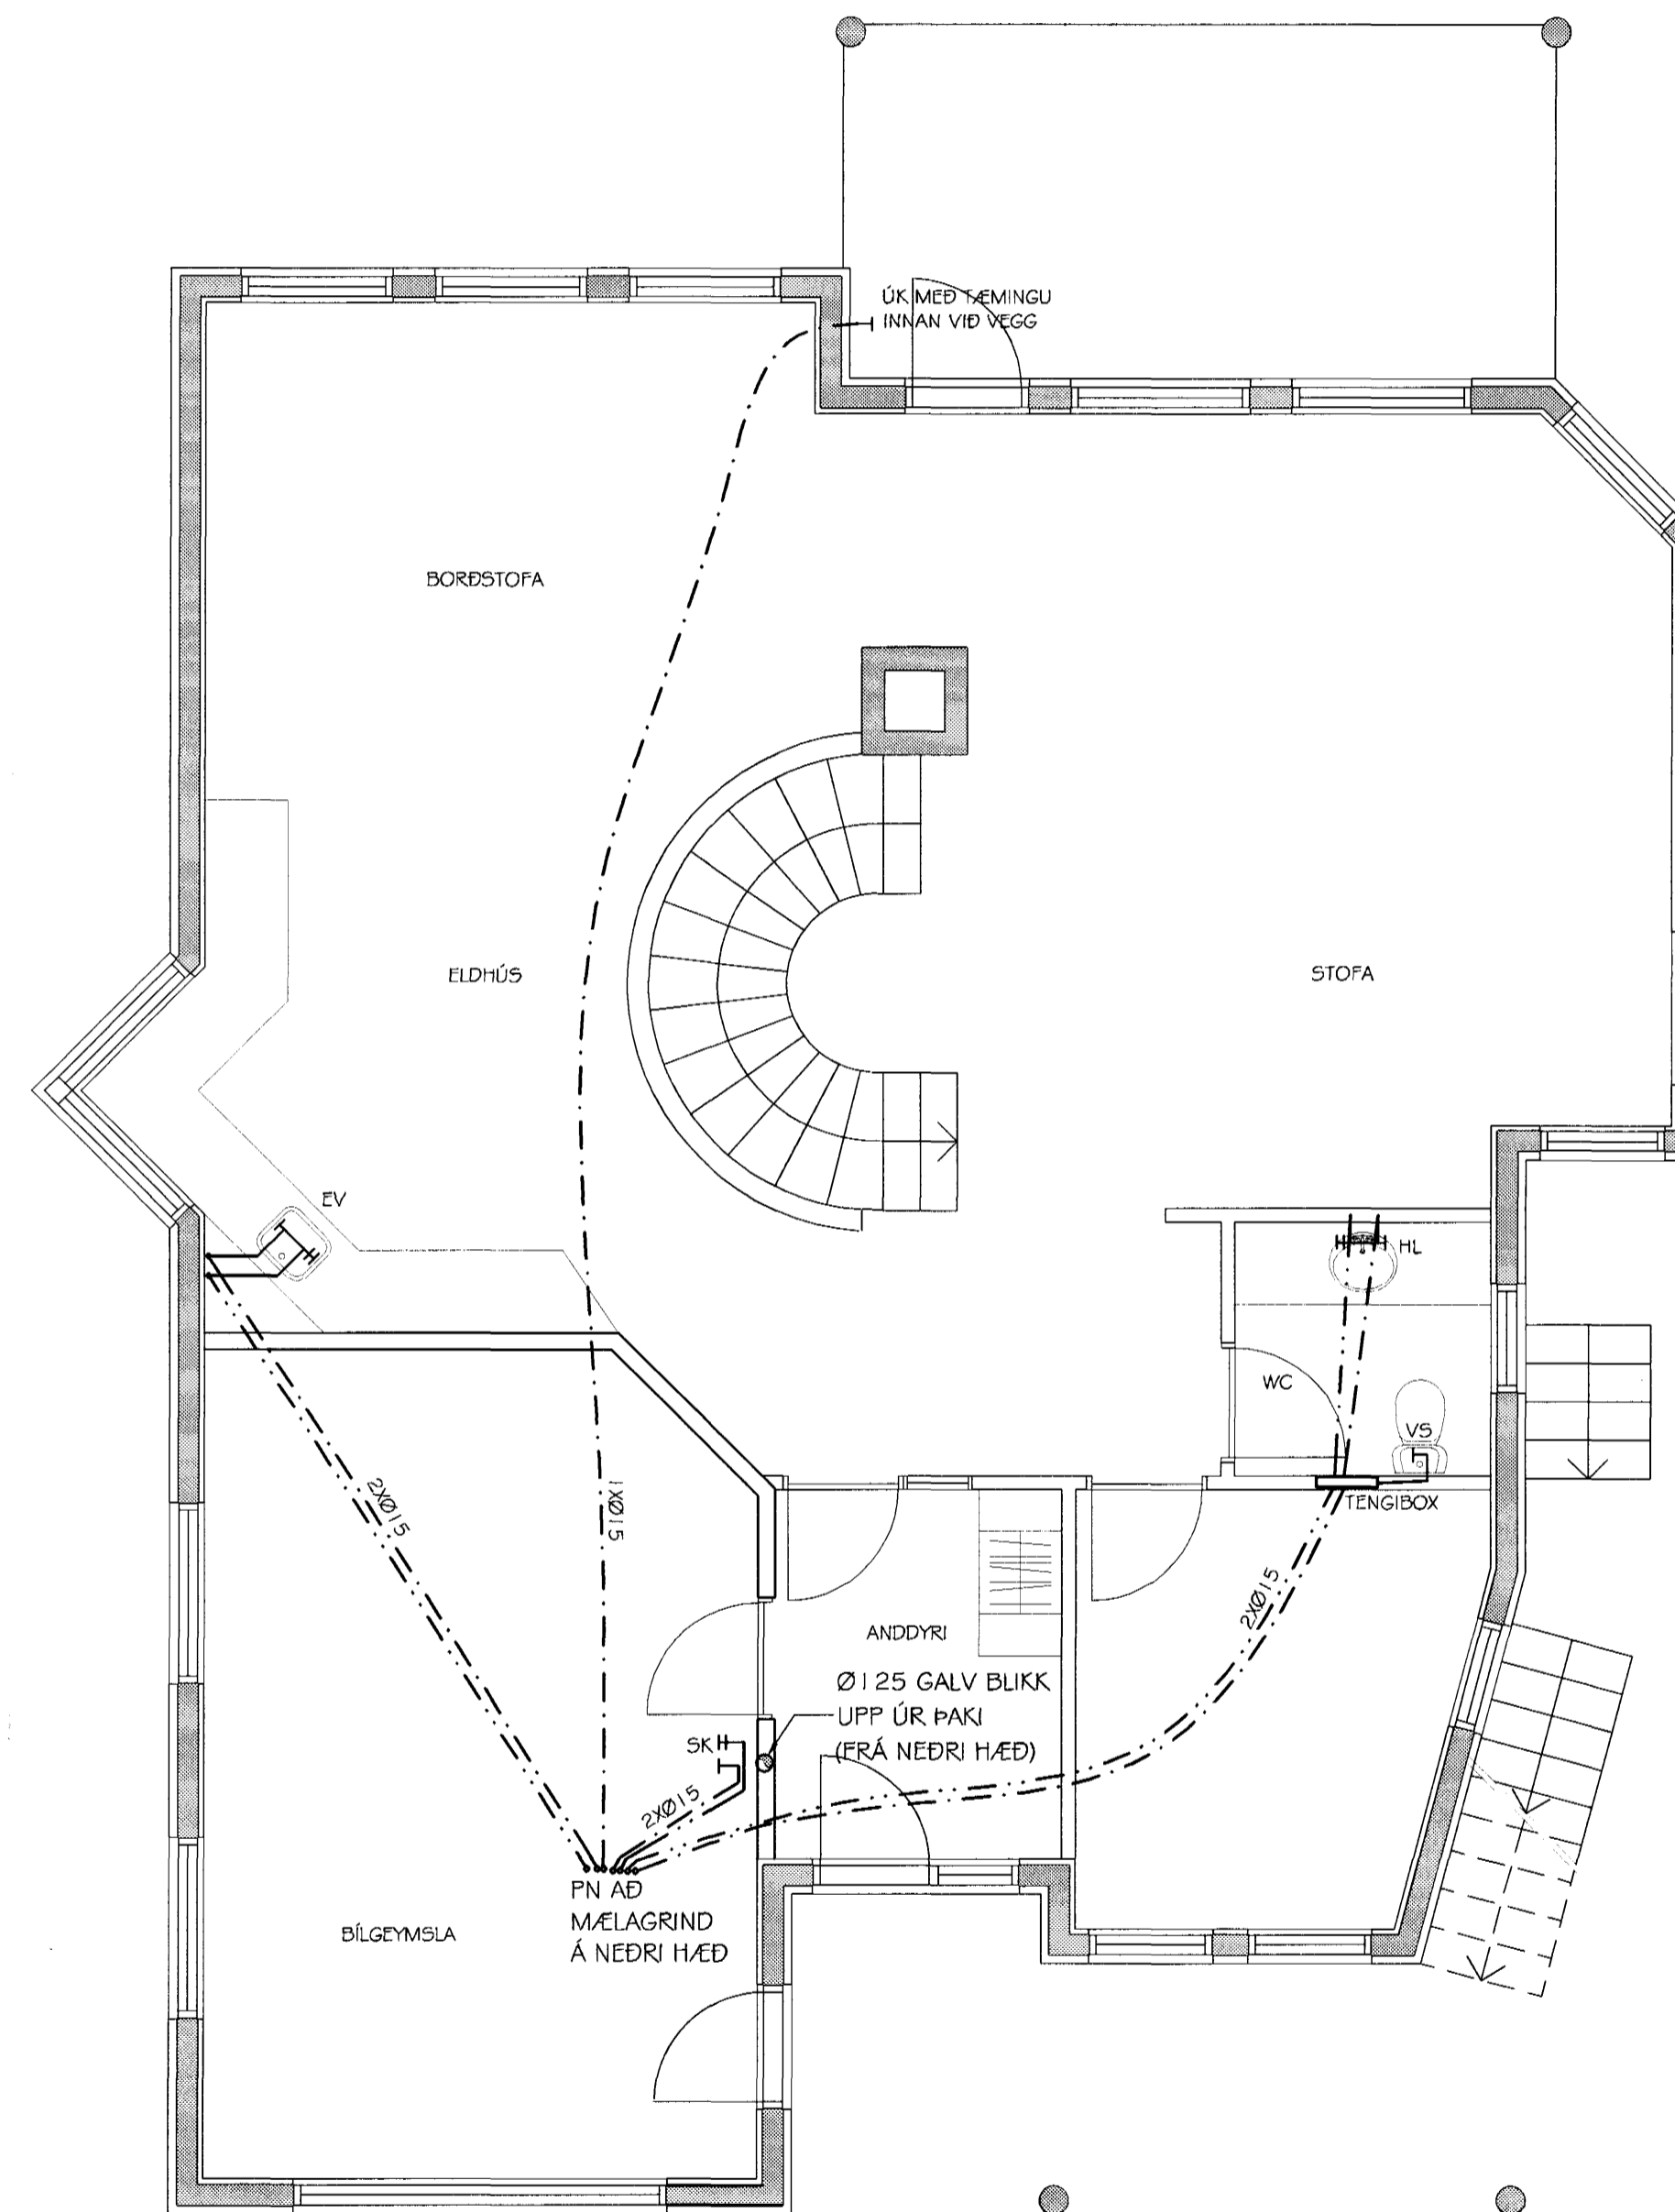 ÚK MEÐ TÆMINGU
INNAN VIÐ VEGG
BORÐSTOFA
ELDHÚS
STOFA
EV
HL
WC
VS
TENGIBOX
2XØ15
1XØ15
2XØ15
ANDDYRI
Ø125 GALV BLIKK
UPP ÚR ÞAKI
(FRÁ NEÐRI HÆÐ)
SK
2XØ15
PN AÐ
MÆLAGRIND
Á NEÐRI HÆÐ
BÍLGEYMSLA